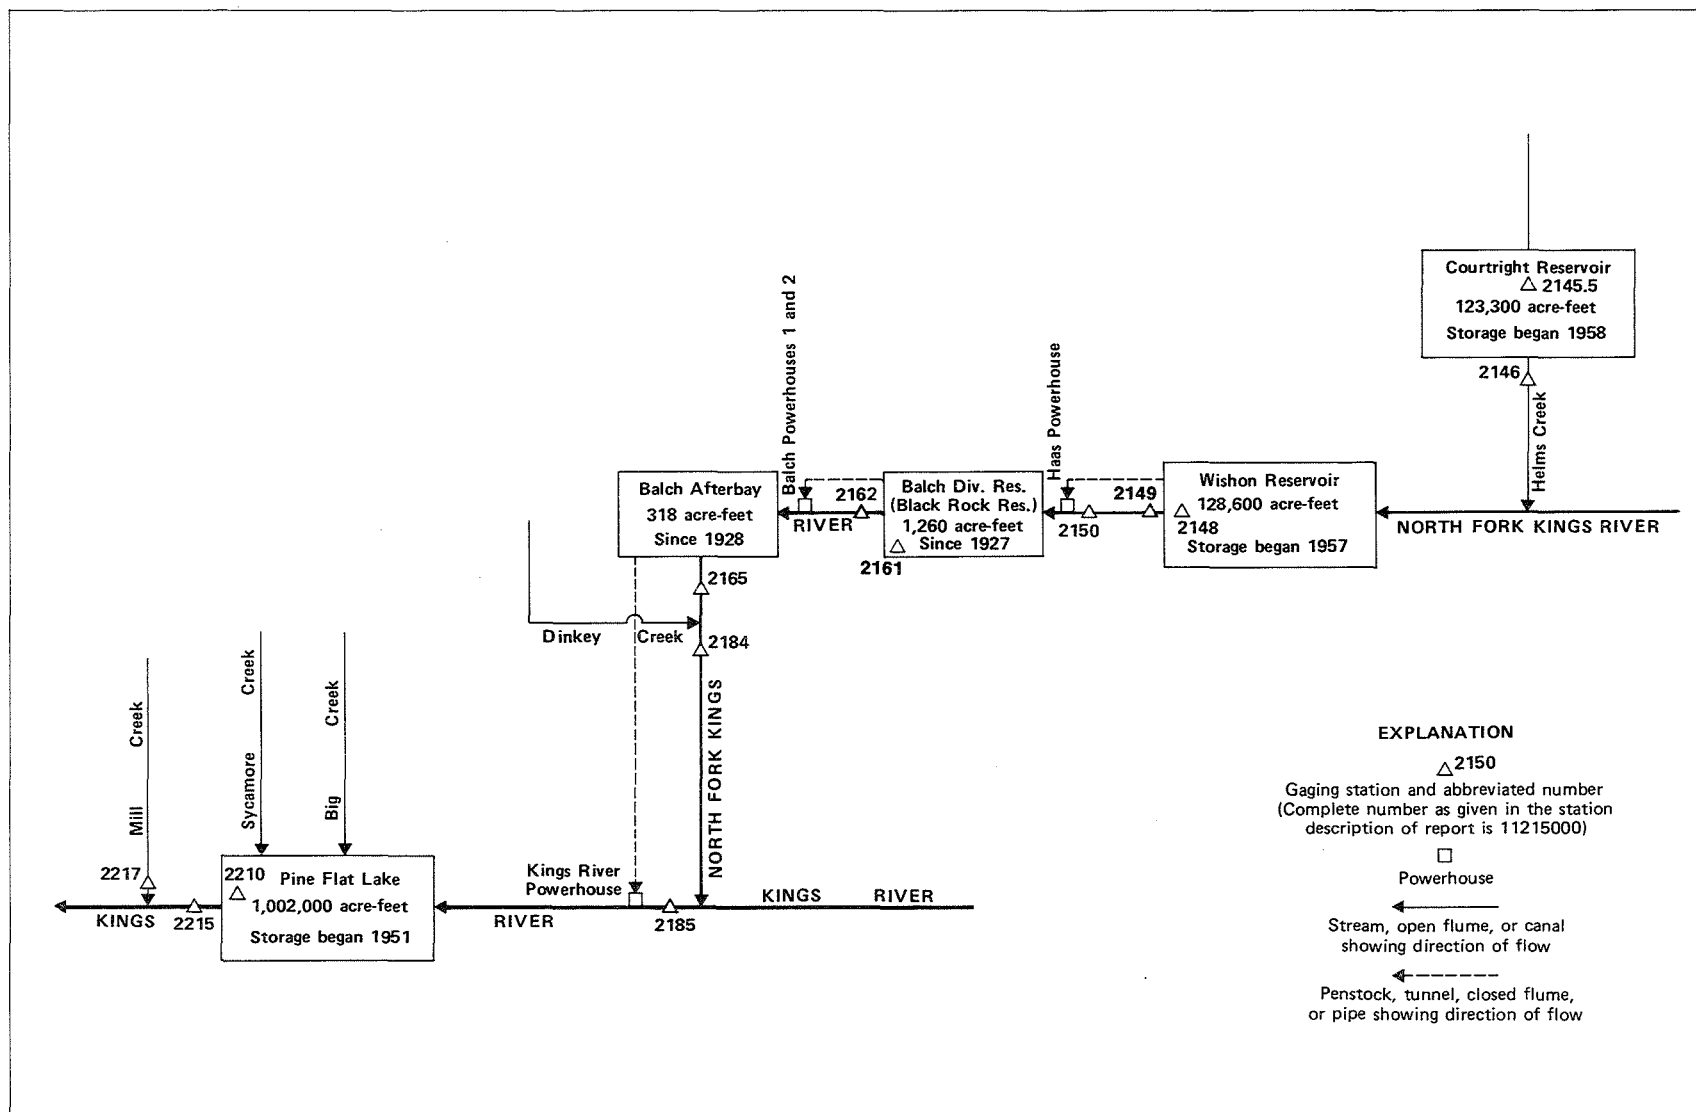 Courtright Reservoir
2145.5
123,300 acre-feet
Storage began 1958
2146
Helms Creek
NORTH FORK KINGS RIVER
Wishon Reservoir
128,600 acre-feet
2148
Storage began 1957
2149
2150
Haas Powerhouse
Balch Div. Res.
(Black Rock Res.)
1,260 acre-feet
Since 1927
2161
2162
RIVER
Balch Powerhouses 1 and 2
Balch Afterbay
318 acre-feet
Since 1928
2165
Dinkey Creek
2184
NORTH FORK KINGS
KINGS RIVER
2185
Kings River
Powerhouse
RIVER
Big Creek
Sycamore Creek
Mill Creek
2210
Pine Flat Lake
1,002,000 acre-feet
Storage began 1951
2217
2215
KINGS
EXPLANATION
2150
Gaging station and abbreviated number
(Complete number as given in the station
description of report is 11215000)
Powerhouse
Stream, open flume, or canal
showing direction of flow
Penstock, tunnel, closed flume,
or pipe showing direction of flow